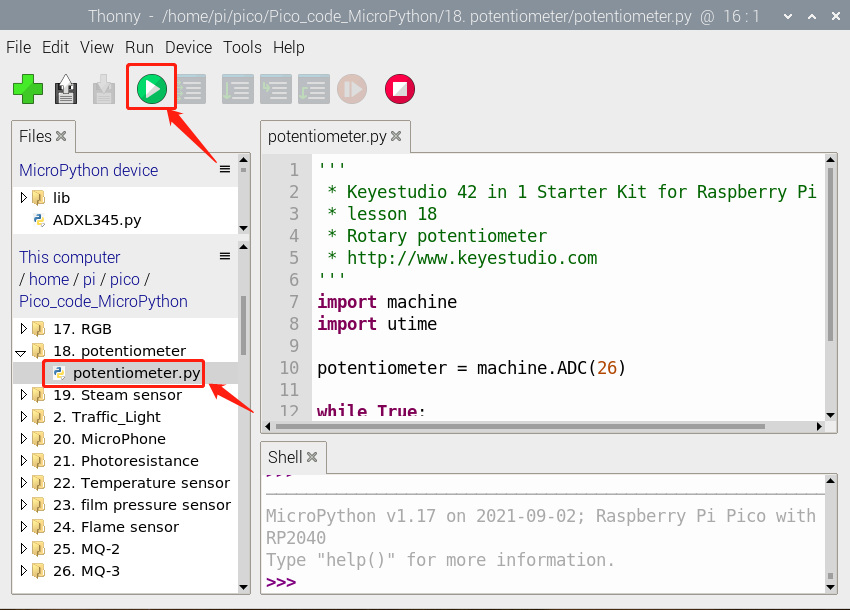 Thonny - /home/pi/pico/Pico_code_MicroPython/18. potentiometer/potentiometer.py @ 16 : 1
File Edit View Run Device Tools Help
Files
MicroPython device
lib
ADXL345.py
This computer
/ home / pi / pico /
Pico_code_MicroPython
17. RGB
18. potentiometer
potentiometer.py
19. Steam sensor
2. Traffic_Light
20. MicroPhone
21. Photoresistance
22. Temperature sensor
23. film pressure sensor
24. Flame sensor
25. MQ-2
26. MQ-3
potentiometer.py
1 '''
2 * Keyestudio 42 in 1 Starter Kit for Raspberry Pi
3 * lesson 18
4 * Rotary potentiometer
5 * http://www.keyestudio.com
6 '''
7 import machine
8 import utime
9
10 potentiometer = machine.ADC(26)
11
12 while True:
Shell
>>>
MicroPython v1.17 on 2021-09-02; Raspberry Pi Pico with
RP2040
Type "help()" for more information.
>>>